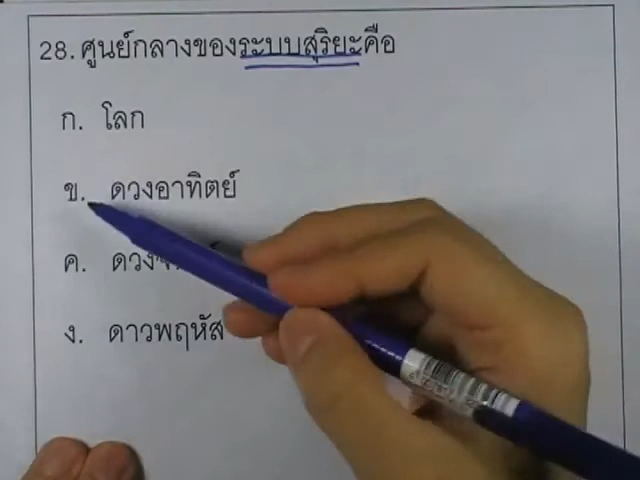 28. ศูนย์กลางของระบบสุริยะคือ
ก. โลก
ข. ดวงอาทิตย์
ค. ดวง
ง. ดาวพฤหัส